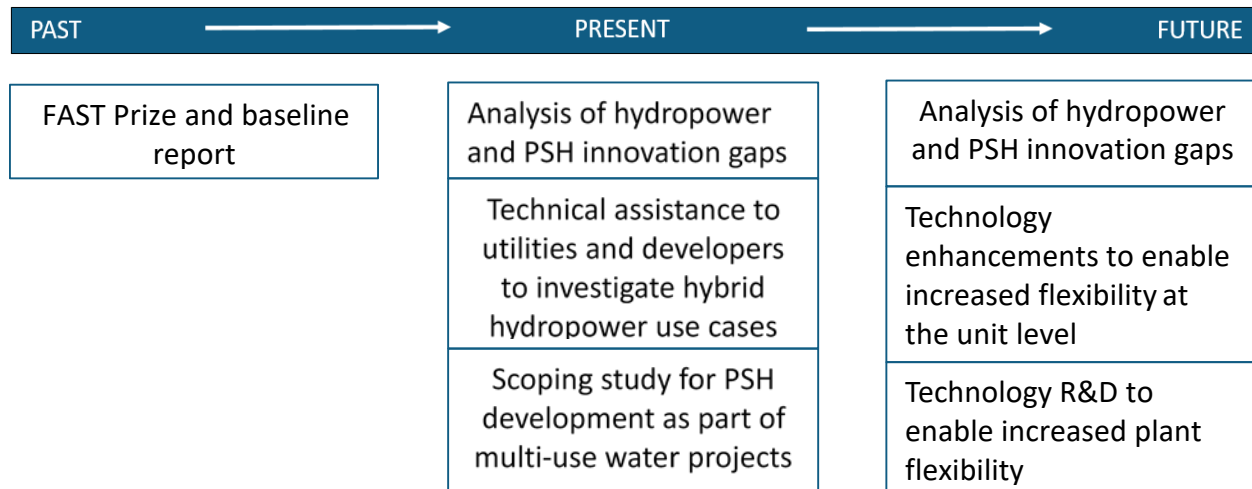 PAST
PRESENT
FUTURE
FAST Prize and baseline
report
Analysis of hydropower
and PSH innovation gaps
Technical assistance to
utilities and developers
to investigate hybrid
hydropower use cases
Scoping study for PSH
development as part of
multi-use water projects
Analysis of hydropower
and PSH innovation gaps
Technology
enhancements to enable
increased flexibility at
the unit level
Technology R&D to
enable increased plant
flexibility